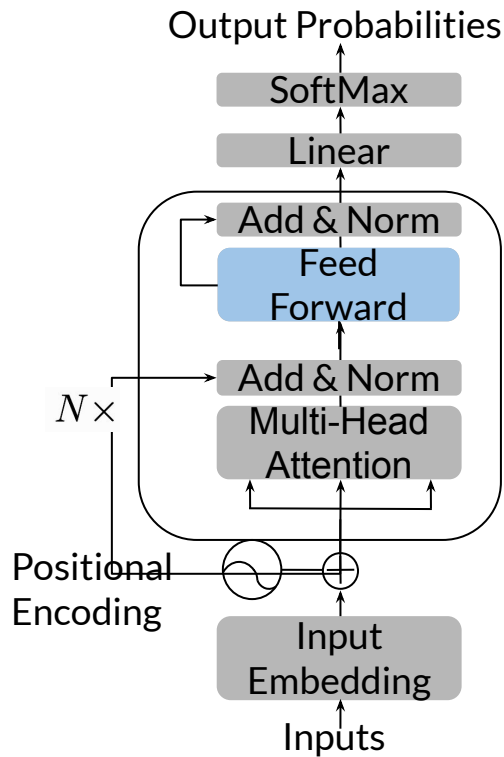 Output Probabilities
SoftMax
Linear
Add & Norm
Feed
Forward
Add & Norm
N ×
Multi-Head
Attention
Positional
Encoding
Input
Embedding
Inputs